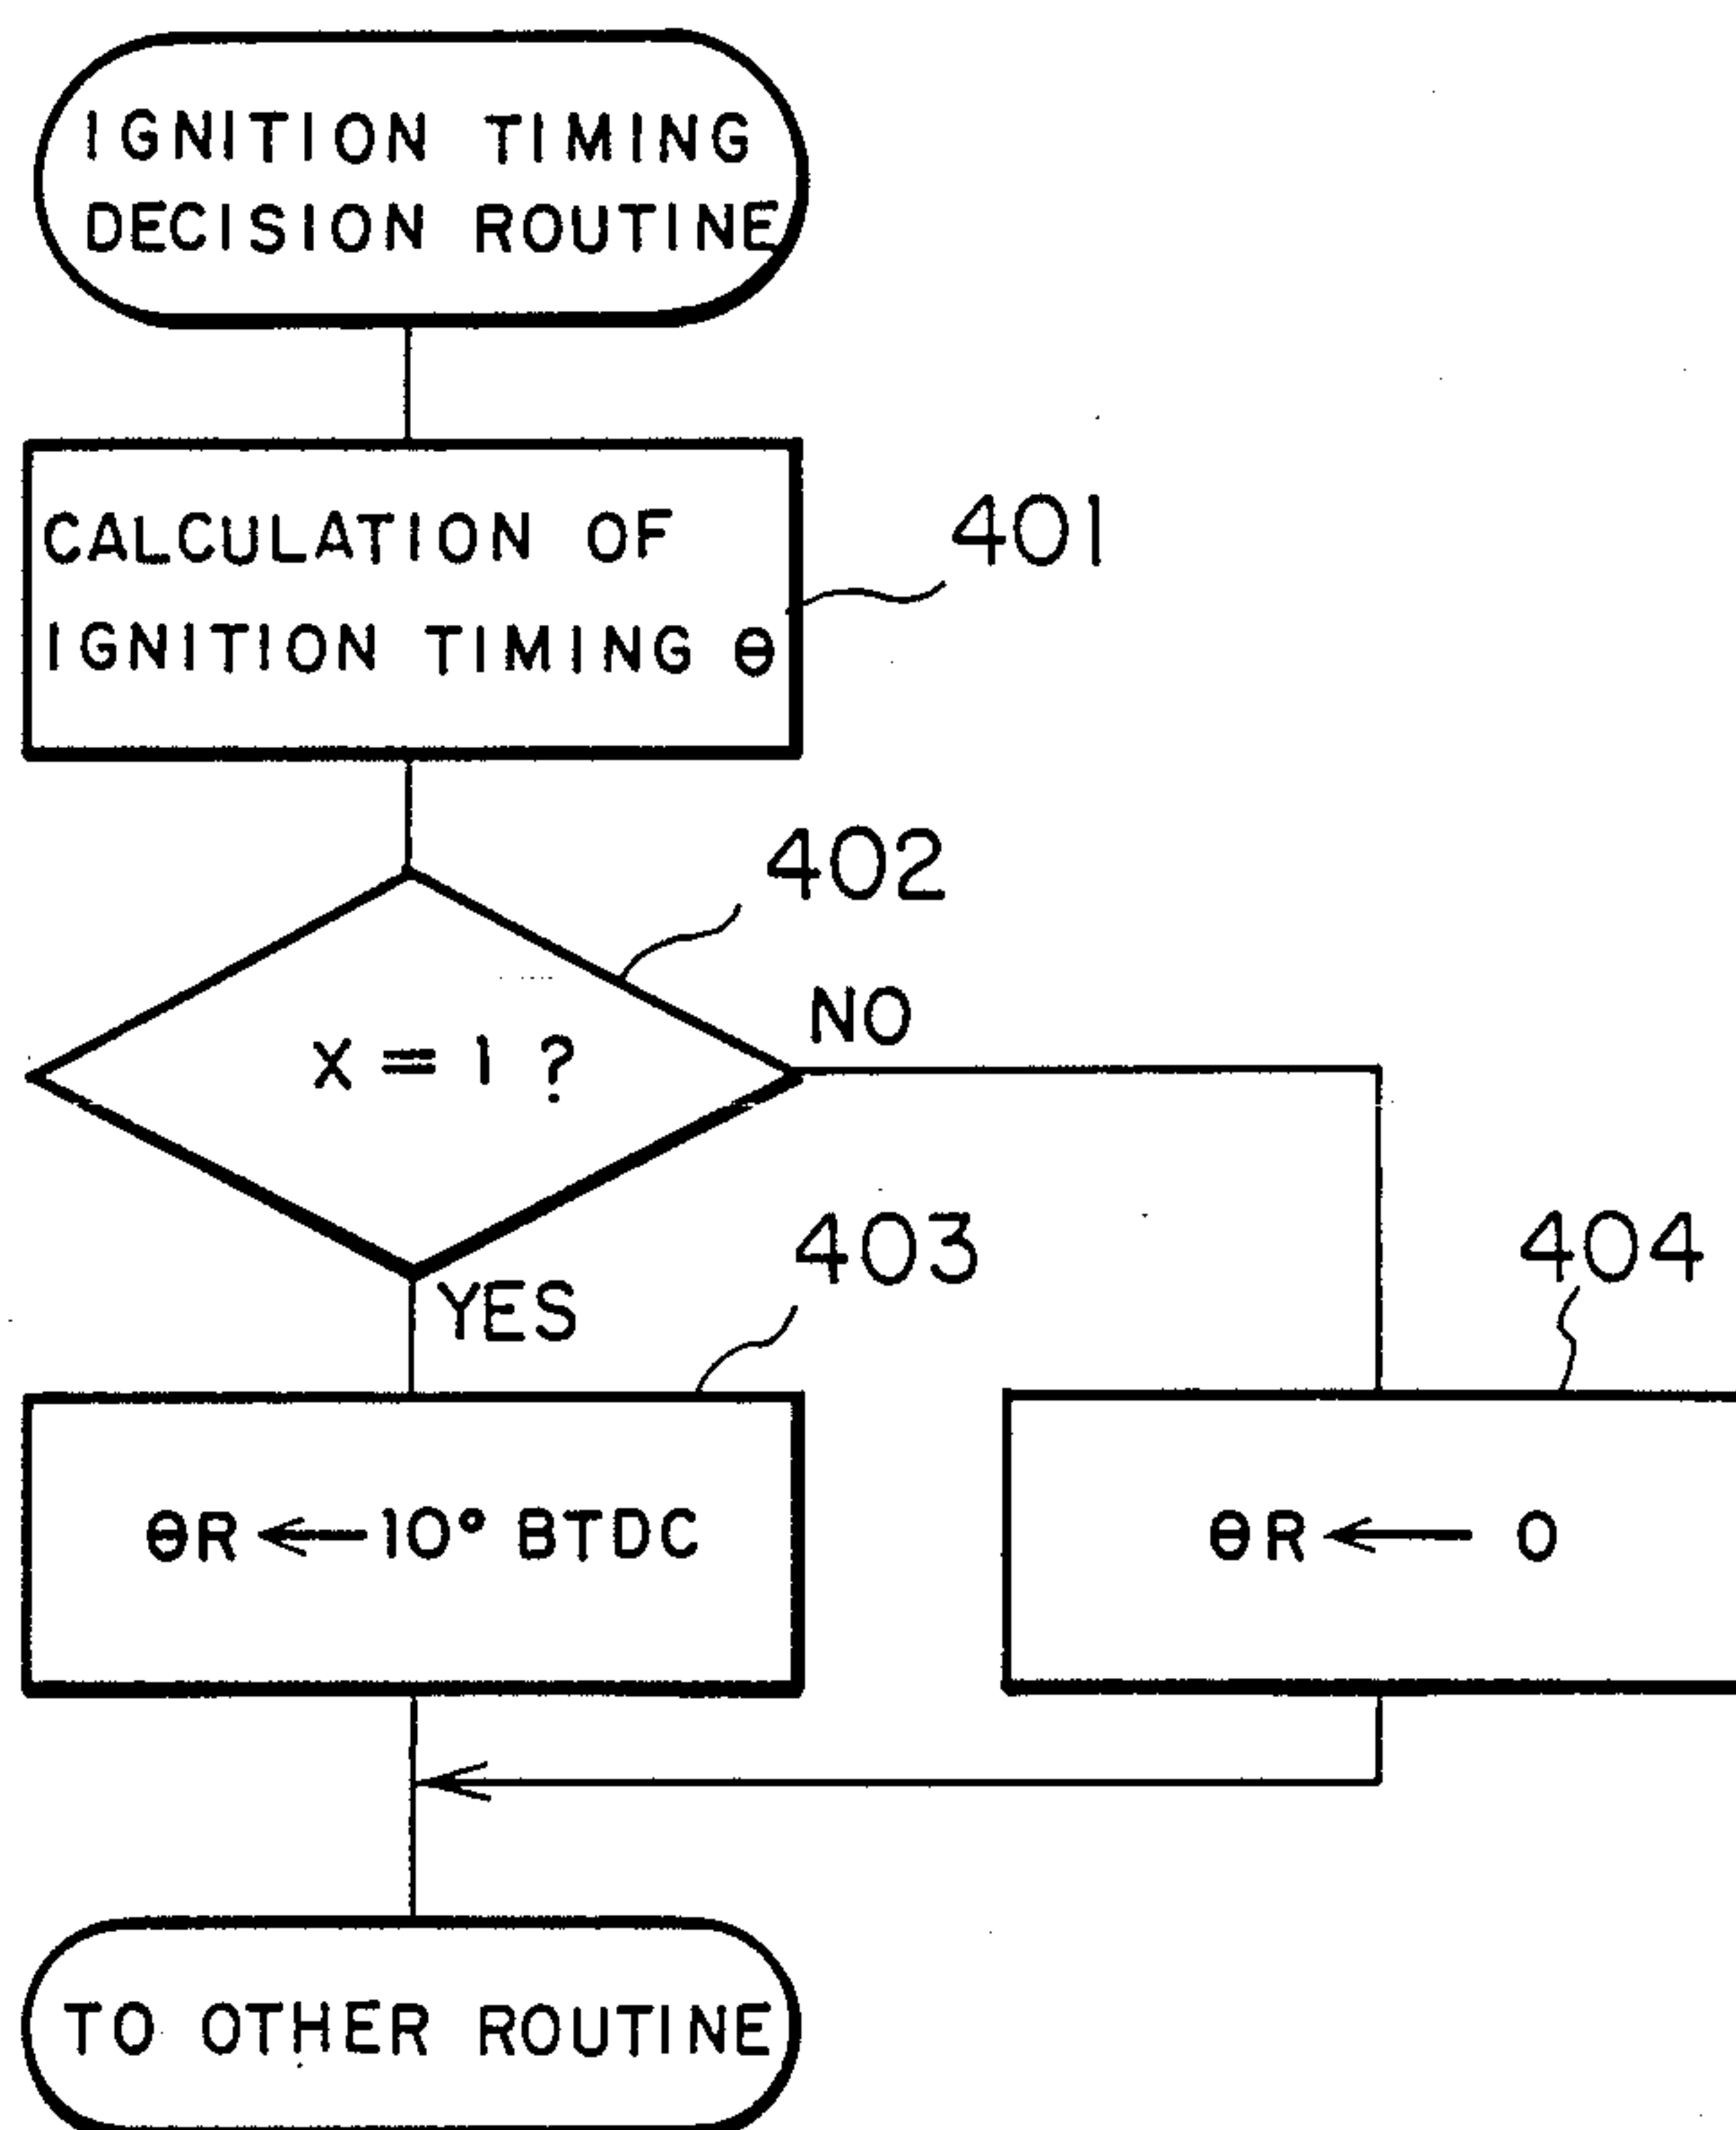 IGNITION TIMING
DECISION ROUTINE
CALCULATION OF
IGNITION TIMING θ
401
402
X = 1 ?
NO
YES
403
404
θR ← 10° BTDC
θR ← 0
TO OTHER ROUTINE